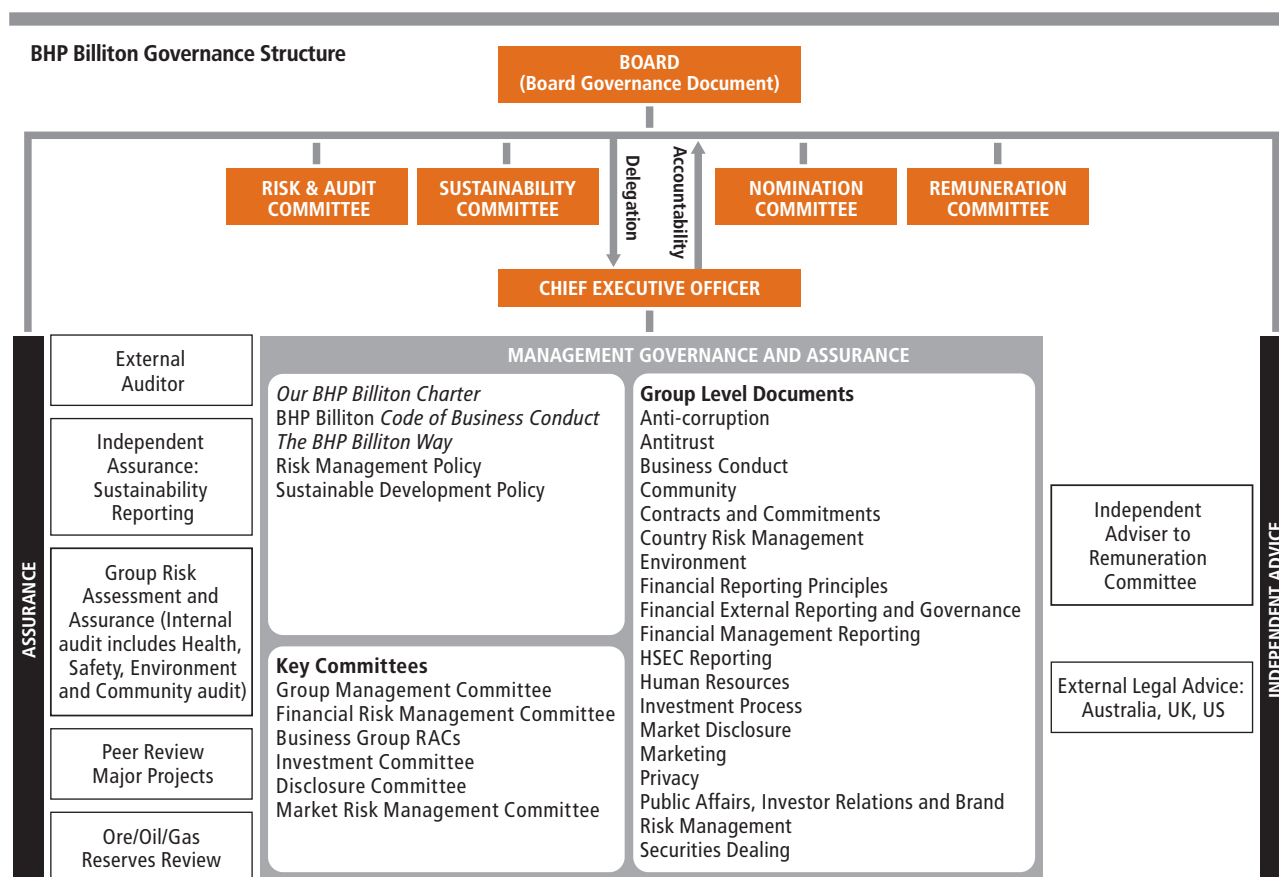 BHP Billiton Governance Structure
BOARD
(Board Governance Document)
Delegation
Accountability
RISK & AUDIT
COMMITTEE
SUSTAINABILITY
COMMITTEE
NOMINATION
COMMITTEE
REMUNERATION
COMMITTEE
CHIEF EXECUTIVE OFFICER
ASSURANCE
External
Auditor
Independent
Assurance:
Sustainability
Reporting
Group Risk
Assessment and
Assurance (Internal
audit includes Health,
Safety, Environment
and Community audit)
Peer Review
Major Projects
Ore/Oil/Gas
Reserves Review
MANAGEMENT GOVERNANCE AND ASSURANCE
Our BHP Billiton Charter
BHP Billiton Code of Business Conduct
The BHP Billiton Way
Risk Management Policy
Sustainable Development Policy
Key Committees
Group Management Committee
Financial Risk Management Committee
Business Group RACs
Investment Committee
Disclosure Committee
Market Risk Management Committee
Group Level Documents
Anti-corruption
Antitrust
Business Conduct
Community
Contracts and Commitments
Country Risk Management
Environment
Financial Reporting Principles
Financial External Reporting and Governance
Financial Management Reporting
HSEC Reporting
Human Resources
Investment Process
Market Disclosure
Marketing
Privacy
Public Affairs, Investor Relations and Brand
Risk Management
Securities Dealing
Independent
Adviser to
Remuneration
Committee
External Legal Advice:
Australia, UK, US
INDEPENDENT ADVICE